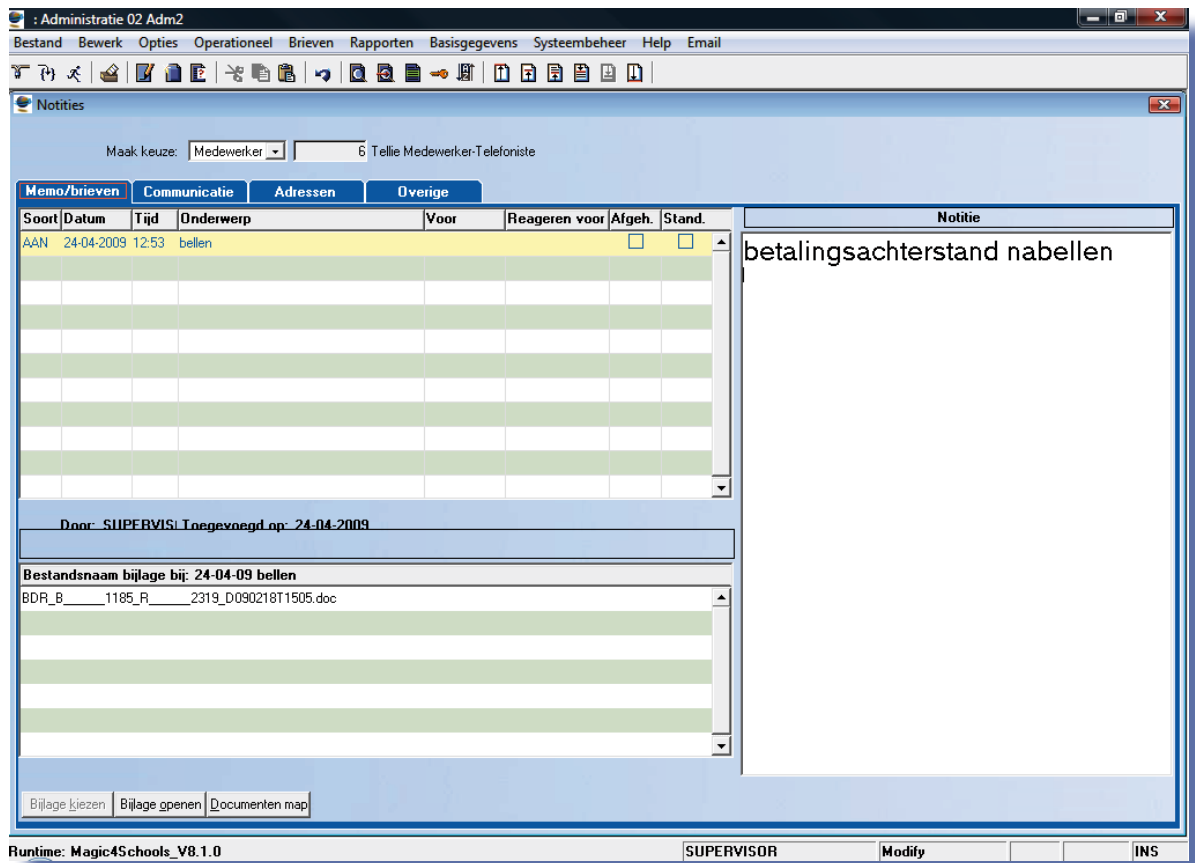 : Administratie 02 Adm2
Bestand Bewerk Opties Operationeel Brieven Rapporten Basisgegevens Systeembeheer Help Email
Notities
Maak keuze: Medewerker 6 Tellie Medewerker-Telefoniste
Memo/brieven Communicatie Adressen Overige
Soort Datum Tijd Onderwerp Voor Reageren voor Afgeh. Stand. Notitie
AAN 24-04-2009 12:53 bellen
betalingsachterstand nabellen
Door: SUPERVIS Toegevoegd op: 24-04-2009
Bestandsnaam bijlage bij: 24-04-09 bellen
BDR_B______1185_R______2319_D090218T1505.doc
Bijlage kiezen Bijlage openen Documenten map
Runtime: Magic4Schools_V8.1.0 SUPERVISOR Modify INS